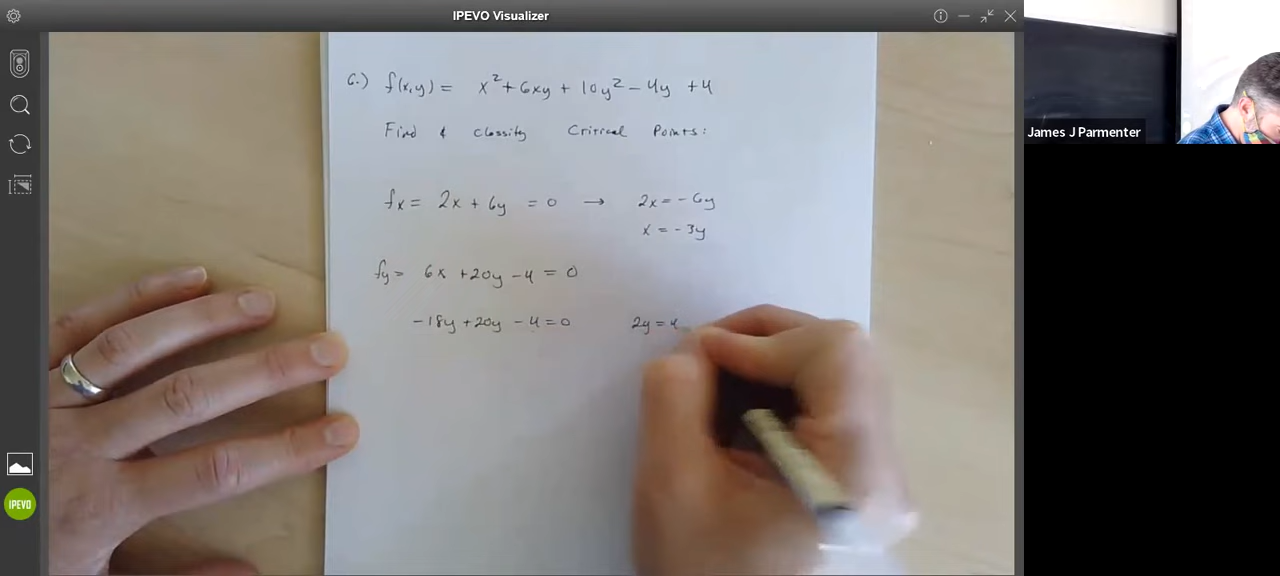 IPEVO Visualizer
6.) f(x,y) = x² + 6xy + 10y² - 4y + 4
Find & Classify Critical Points:
fx = 2x + 6y = 0 → 2x = -6y
x = -3y
fy = 6x + 20y - 4 = 0
-18y + 20y - 4 = 0 2y = 4
James J Parmenter
IPEVO